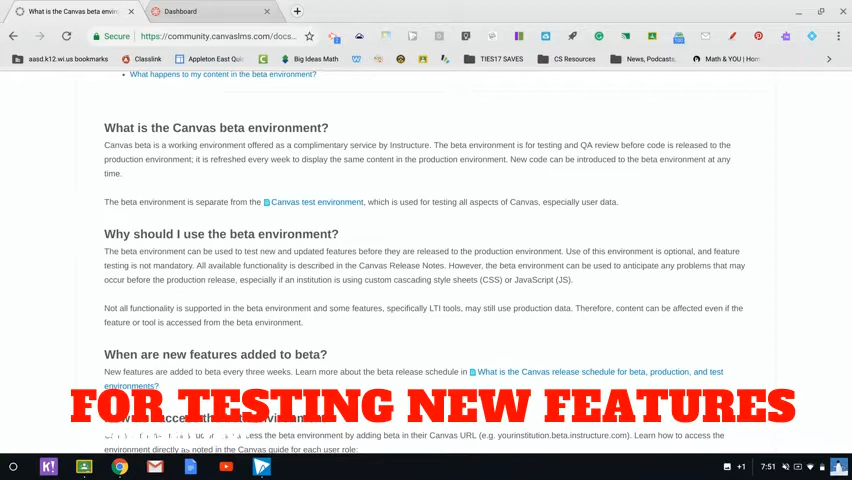 What is the Canvas beta environ
Dashboard
Secure
https://community.canvaslms.com/docs...
aasd.k12.wi.us bookmarks
Classlink
Appleton East Quic
Big Ideas Math
TIES17 SAVES
CS Resources
News, Podcasts,
Math & YOU | Hom
What happens to my content in the beta environment?
What is the Canvas beta environment?
Canvas beta is a working environment offered as a complimentary service by Instructure. The beta environment is for testing and QA review before code is released to the
production environment; it is refreshed every week to display the same content in the production environment. New code can be introduced to the beta environment at any
time.
The beta environment is separate from the Canvas test environment, which is used for testing all aspects of Canvas, especially user data.
Why should I use the beta environment?
The beta environment can be used to test new and updated features before they are released to the production environment. Use of this environment is optional, and feature
testing is not mandatory. All available functionality is described in the Canvas Release Notes. However, the beta environment can be used to anticipate any problems that may
occur before the production release, especially if an institution is using custom cascading style sheets (CSS) or JavaScript (JS).
Not all functionality is supported in the beta environment and some features, specifically LTI tools, may still use production data. Therefore, content can be affected even if the
feature or tool is accessed from the beta environment.
When are new features added to beta?
New features are added to beta every three weeks. Learn more about the beta release schedule in What is the Canvas release schedule for beta, production, and test
environments?
FOR TESTING NEW FEATURES
the beta environment by adding beta in their Canvas URL (e.g. yourinstitution.beta.instructure.com). Learn how to access the
environment directly as noted in the Canvas guide for each user role:
K!
+1
7:51